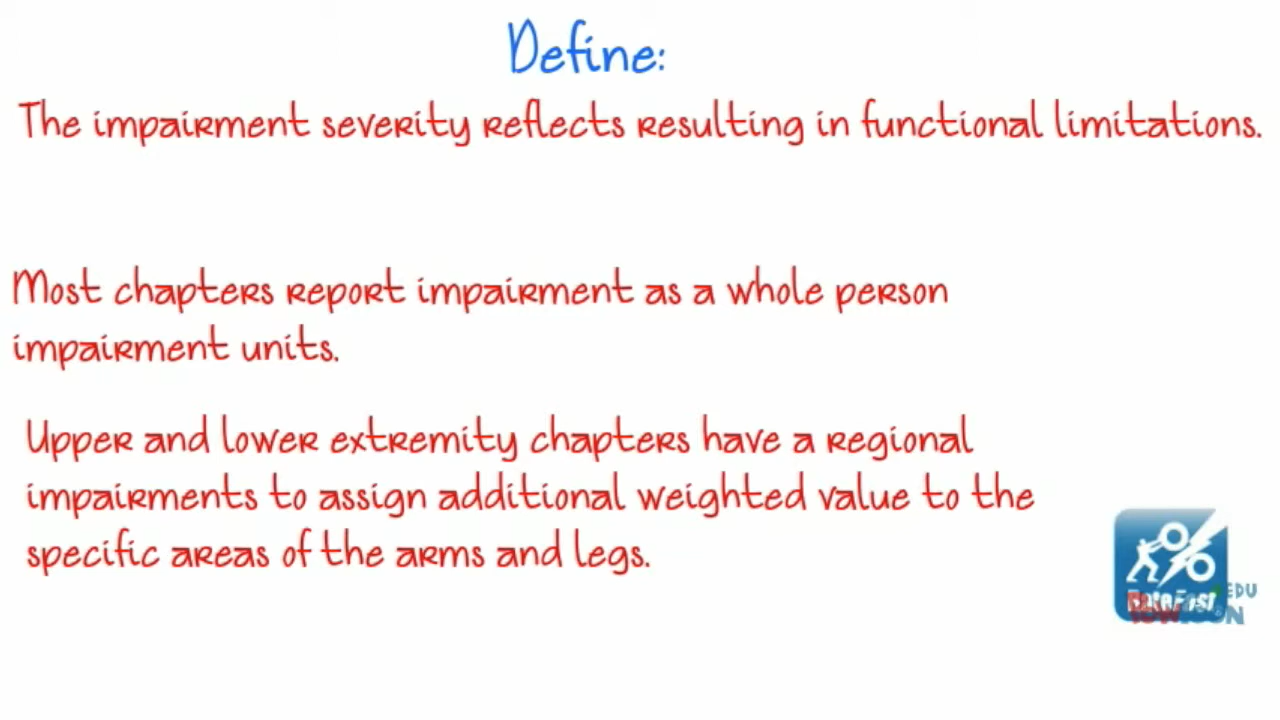 Define:
The impairment severity reflects resulting in functional limitations.
Most chapters report impairment as a whole person
impairment units.
Upper and lower extremity chapters have a regional
impairments to assign additional weighted value to the
specific areas of the arms and legs.
EDU